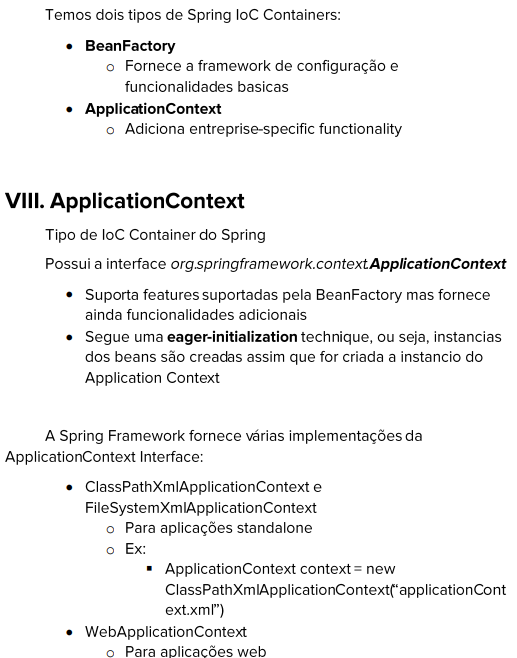 Temos dois tipos de Spring IoC Containers:
• BeanFactory
o Fornece a framework de configuração e
funcionalidades basicas
• ApplicationContext
o Adiciona entreprise-specific functionality
VIII. ApplicationContext
Tipo de IoC Container do Spring
Possui a interface org.springframework.context.ApplicationContext
• Suporta features suportadas pela BeanFactory mas fornece
ainda funcionalidades adicionais
• Segue uma eager-initialization technique, ou seja, instancias
dos beans são creadas assim que for criada a instancio do
Application Context
A Spring Framework fornece várias implementações da
ApplicationContext Interface:
• ClassPathXmlApplicationContext e
FileSystemXmlApplicationContext
o Para aplicações standalone
o Ex:
▪ ApplicationContext context = new
ClassPathXmlApplicationContext(“applicationCont
ext.xml”)
• WebApplicationContext
o Para aplicações web